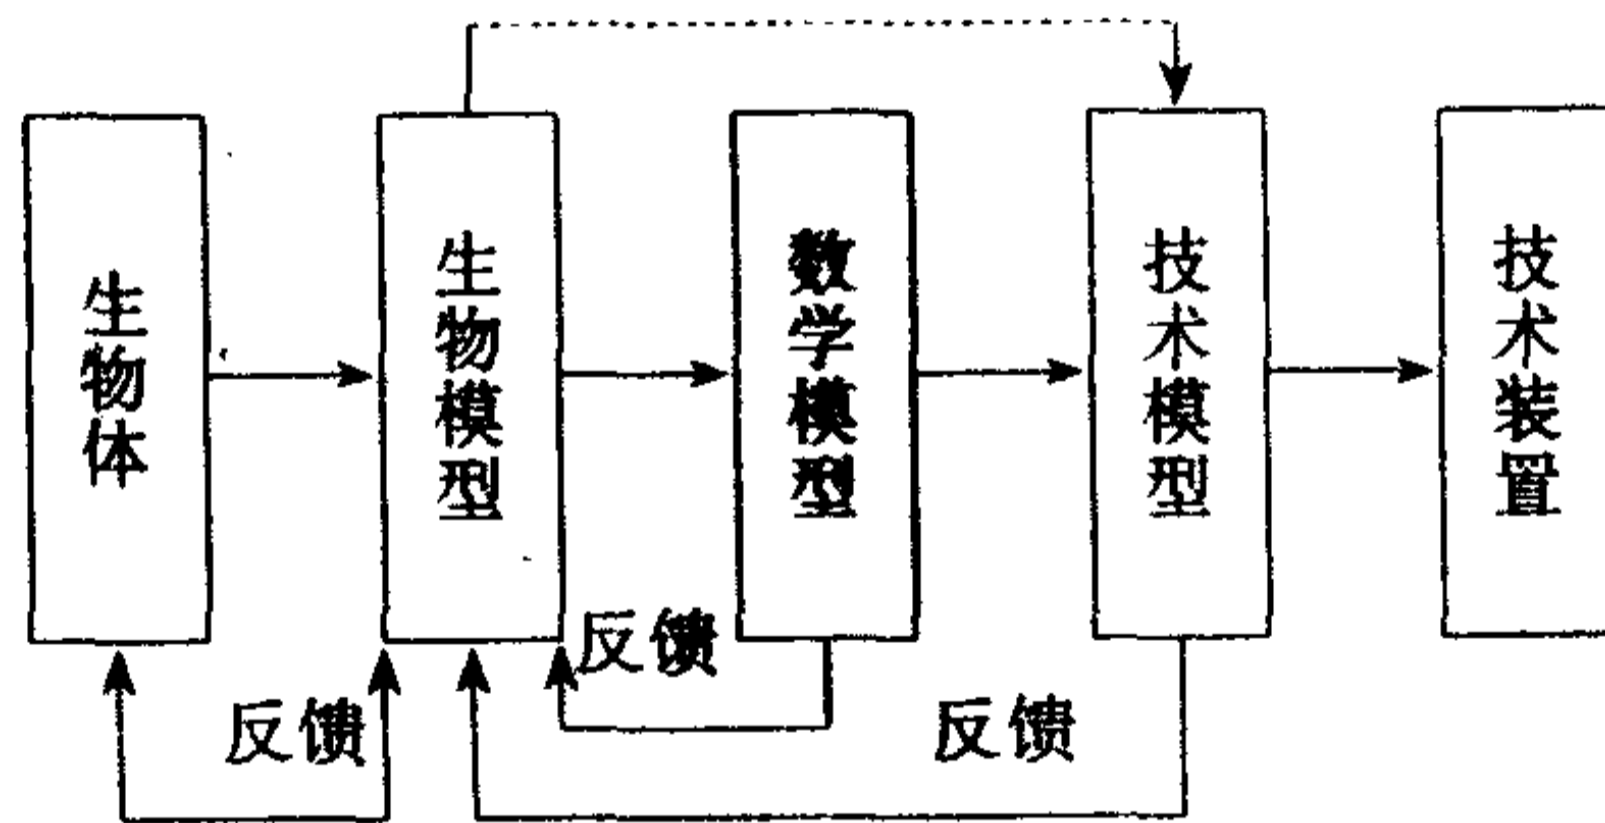 生物体
生物模型
数学模型
技术模型
技术装置
反馈
反馈
反馈